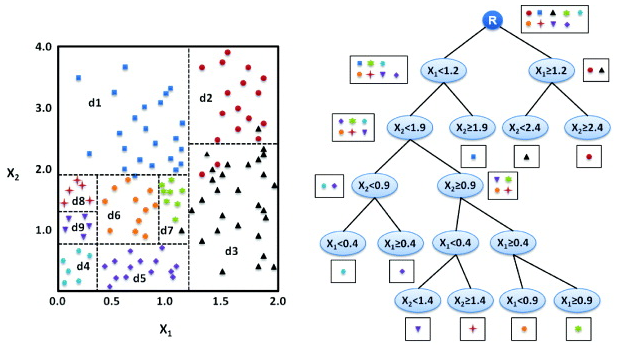 R
4.0
3.0
2.0
1.0
X2
d1
d2
d3
d4
d5
d6
d7
d8
d9
0.0 0.5 1.0 1.5 2.0
X1
X1<1.2 X1≥1.2
X2<1.9 X2≥1.9 X2<2.4 X2≥2.4
X2<0.9 X2≥0.9
X1<0.4 X1≥0.4 X1<0.4 X1≥0.4
X2<1.4 X2≥1.4 X1<0.9 X1≥0.9